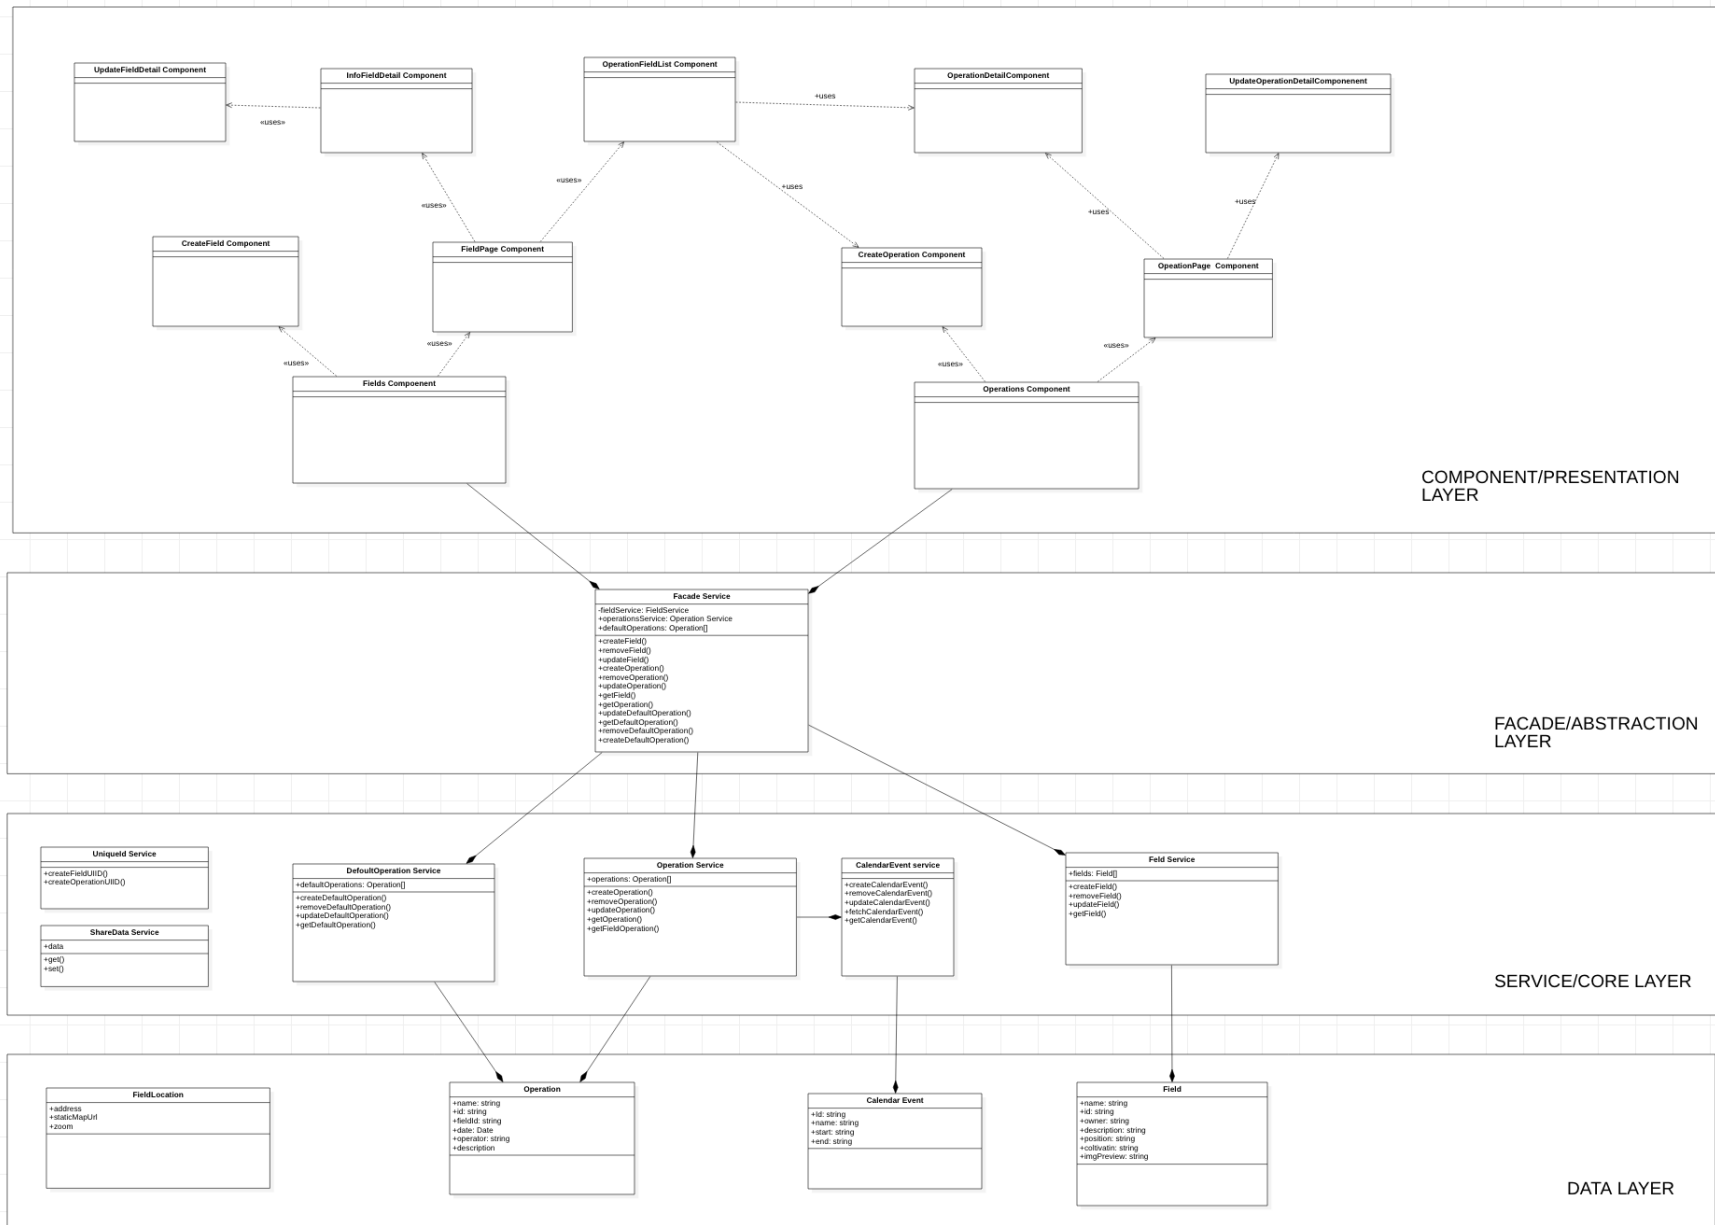 UpdateFieldDetail Component
InfoFieldDetail Component
OperationFieldList Component
OperationDetailComponent
UpdateOperationDetailComponenent
«uses»
+uses
«uses»
«uses»
+uses
+uses
+uses
CreateField Component
FieldPage Component
CreateOperation Component
OpeationPage Component
«uses»
«uses»
«uses»
«uses»
Fields Compoenent
Operations Component
COMPONENT/PRESENTATION
LAYER
Facade Service
-fieldService: FieldService
+operationsService: Operation Service
+defaultOperations: Operation[]
+createField()
+removeField()
+updateField()
+createOperation()
+removeOperation()
+updateOperation()
+getField()
+getOperation()
+updateDefaultOperation()
+getDefaultOperation()
+removeDefaultOperation()
+createDefaultOperation()
FACADE/ABSTRACTION
LAYER
UniqueId Service
+createFieldUIID()
+createOperationUIID()
ShareData Service
+data
+get()
+set()
DefoultOperation Service
+defaultOperations: Operation[]
+createDefaultOperation()
+removeDefaultOperation()
+updateDefaultOperation()
+getDefaultOperation()
Operation Service
+operations: Operation[]
+createOperation()
+removeOperation()
+updateOperation()
+getOperation()
+getFieldOperation()
CalendarEvent service
+createCalendarEvent()
+removeCalendarEvent()
+updateCalendarEvent()
+fetchCalendarEvent()
+getCalendarEvent()
Feld Service
+fields: Field[]
+createField()
+removeField()
+updateField()
+getField()
SERVICE/CORE LAYER
FieldLocation
+address
+staticMapUrl
+zoom
Operation
+name: string
+id: string
+fieldId: string
+date: Date
+operator: string
+description
Calendar Event
+Id: string
+name: string
+start: string
+end: string
Field
+name: string
+id: string
+owner: string
+description: string
+position: string
+coltivatin: string
+imgPreview: string
DATA LAYER